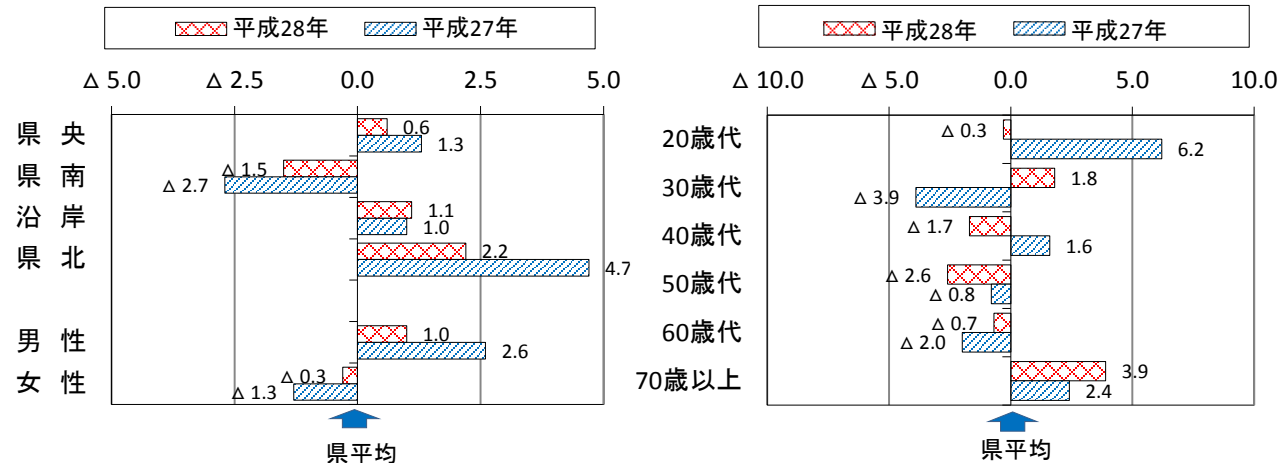 平成28年 平成27年
△ 5.0 △ 2.5 0.0 2.5 5.0
県 央 0.6
1.3
県 南 △ 1.5
△ 2.7
沿 岸 1.1
1.0
県 北 2.2
4.7
男 性 1.0
2.6
女 性 △ 0.3
△ 1.3
県平均
平成28年 平成27年
△ 10.0 △ 5.0 0.0 5.0 10.0
20歳代 △ 0.3
6.2
30歳代 1.8
△ 3.9
40歳代 △ 1.7
1.6
50歳代 △ 2.6
△ 0.8
60歳代 △ 0.7
△ 2.0
70歳以上 3.9
2.4
県平均